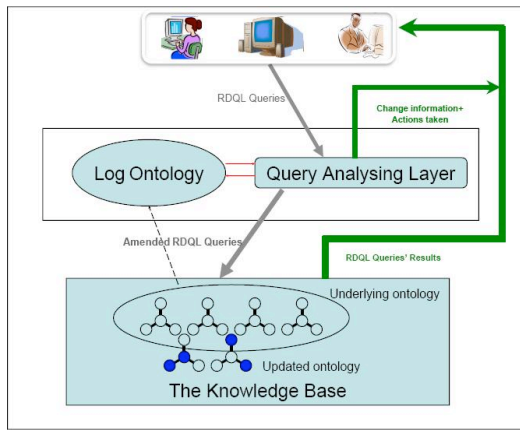 RDQL Queries
Change information+
Actions taken
Log Ontology
Query Analysing Layer
Amended RDQL Queries
RDQL Queries' Results
Underlying ontology
Updated ontology
The Knowledge Base